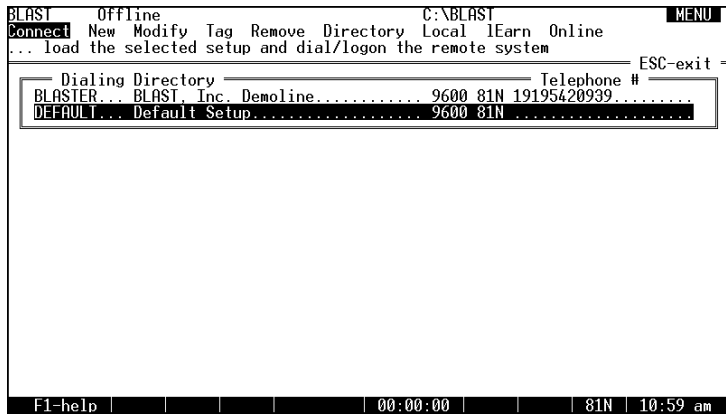 BLAST Offline C:\BLAST MENU
Connect New Modify Tag Remove Directory Local lEarn Online
... load the selected setup and dial/logon the remote system
ESC-exit
Dialing Directory Telephone #
BLASTER... BLAST, Inc. Demoline............ 9600 81N 19195420939.........
DEFAULT... Default Setup................... 9600 81N ....................
F1-help 00:00:00 81N 10:59 am